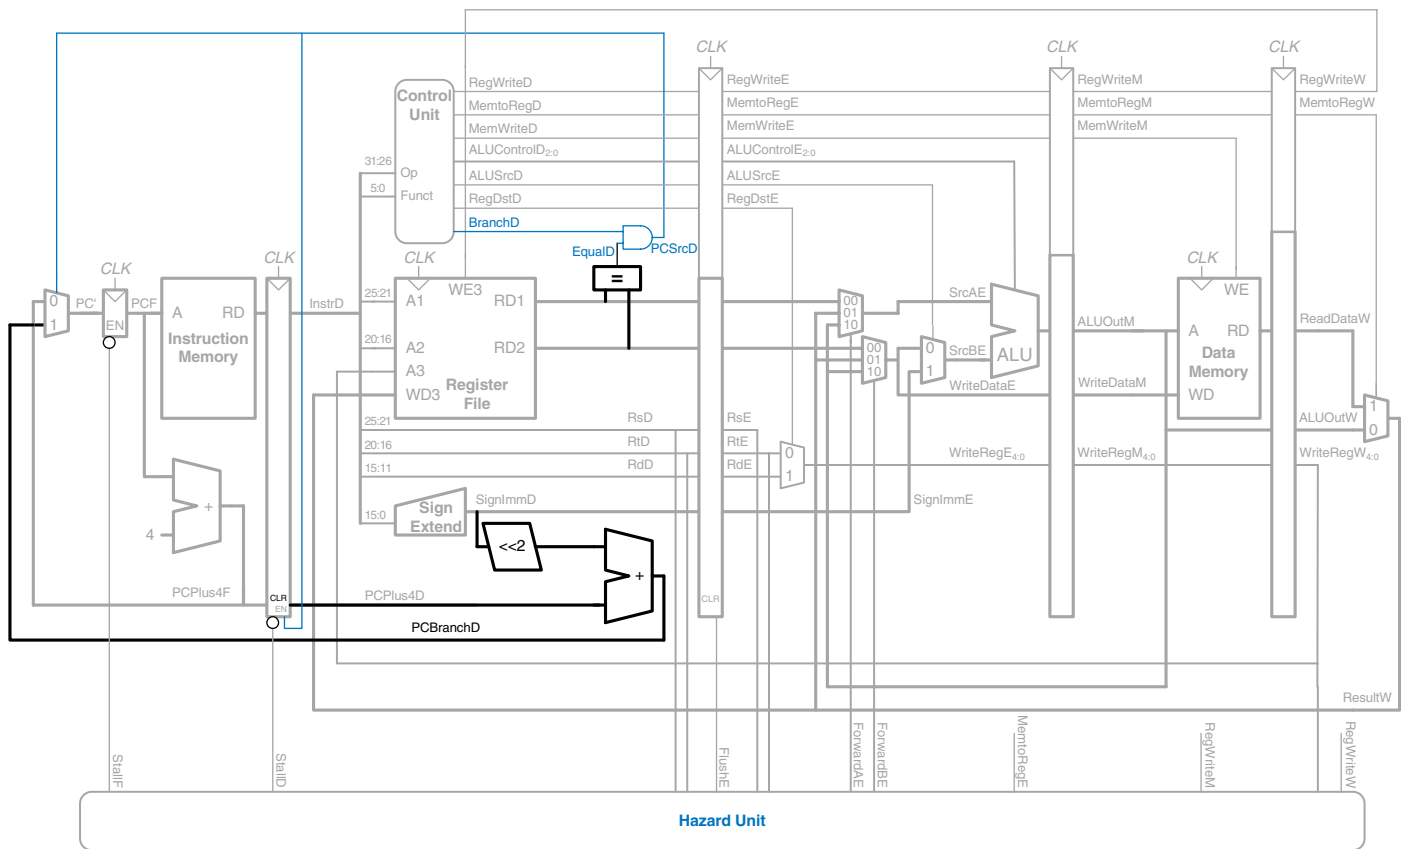 CLK
CLK
CLK
RegWriteD
RegWriteE
RegWriteM
RegWriteW
Control
Unit
MemtoRegD
MemtoRegE
MemtoRegM
MemtoRegW
MemWriteD
MemWriteE
MemWriteM
ALUControlD2:0
ALUControlE2:0
31:26
Op
ALUSrcD
ALUSrcE
5:0
Funct
RegDstD
RegDstE
BranchD
EqualD
PCSrcD
CLK
CLK
CLK
CLK
=
0
1
PC'
PCF
EN
A
RD
Instruction
Memory
InstrD
25:21
A1
WE3
RD1
20:16
A2
RD2
A3
WD3
Register
File
00
01
10
00
01
10
SrcAE
0
1
SrcBE
ALU
WriteDataE
ALUOutM
WriteDataM
WE
A
RD
Data
Memory
WD
ReadDataW
1
0
ALUOutW
25:21
RsD
RsE
20:16
RtD
RtE
0
15:11
RdD
RdE
1
WriteRegE4:0
WriteRegM4:0
WriteRegW4:0
15:0
Sign
Extend
SignImmD
SignImmE
+
4
<<2
+
PCPlus4F
CLR
EN
PCPlus4D
CLR
PCBranchD
ResultW
StallF
StallD
FlushE
ForwardAE
ForwardBE
MemtoRegE
RegWriteM
RegWriteW
Hazard Unit